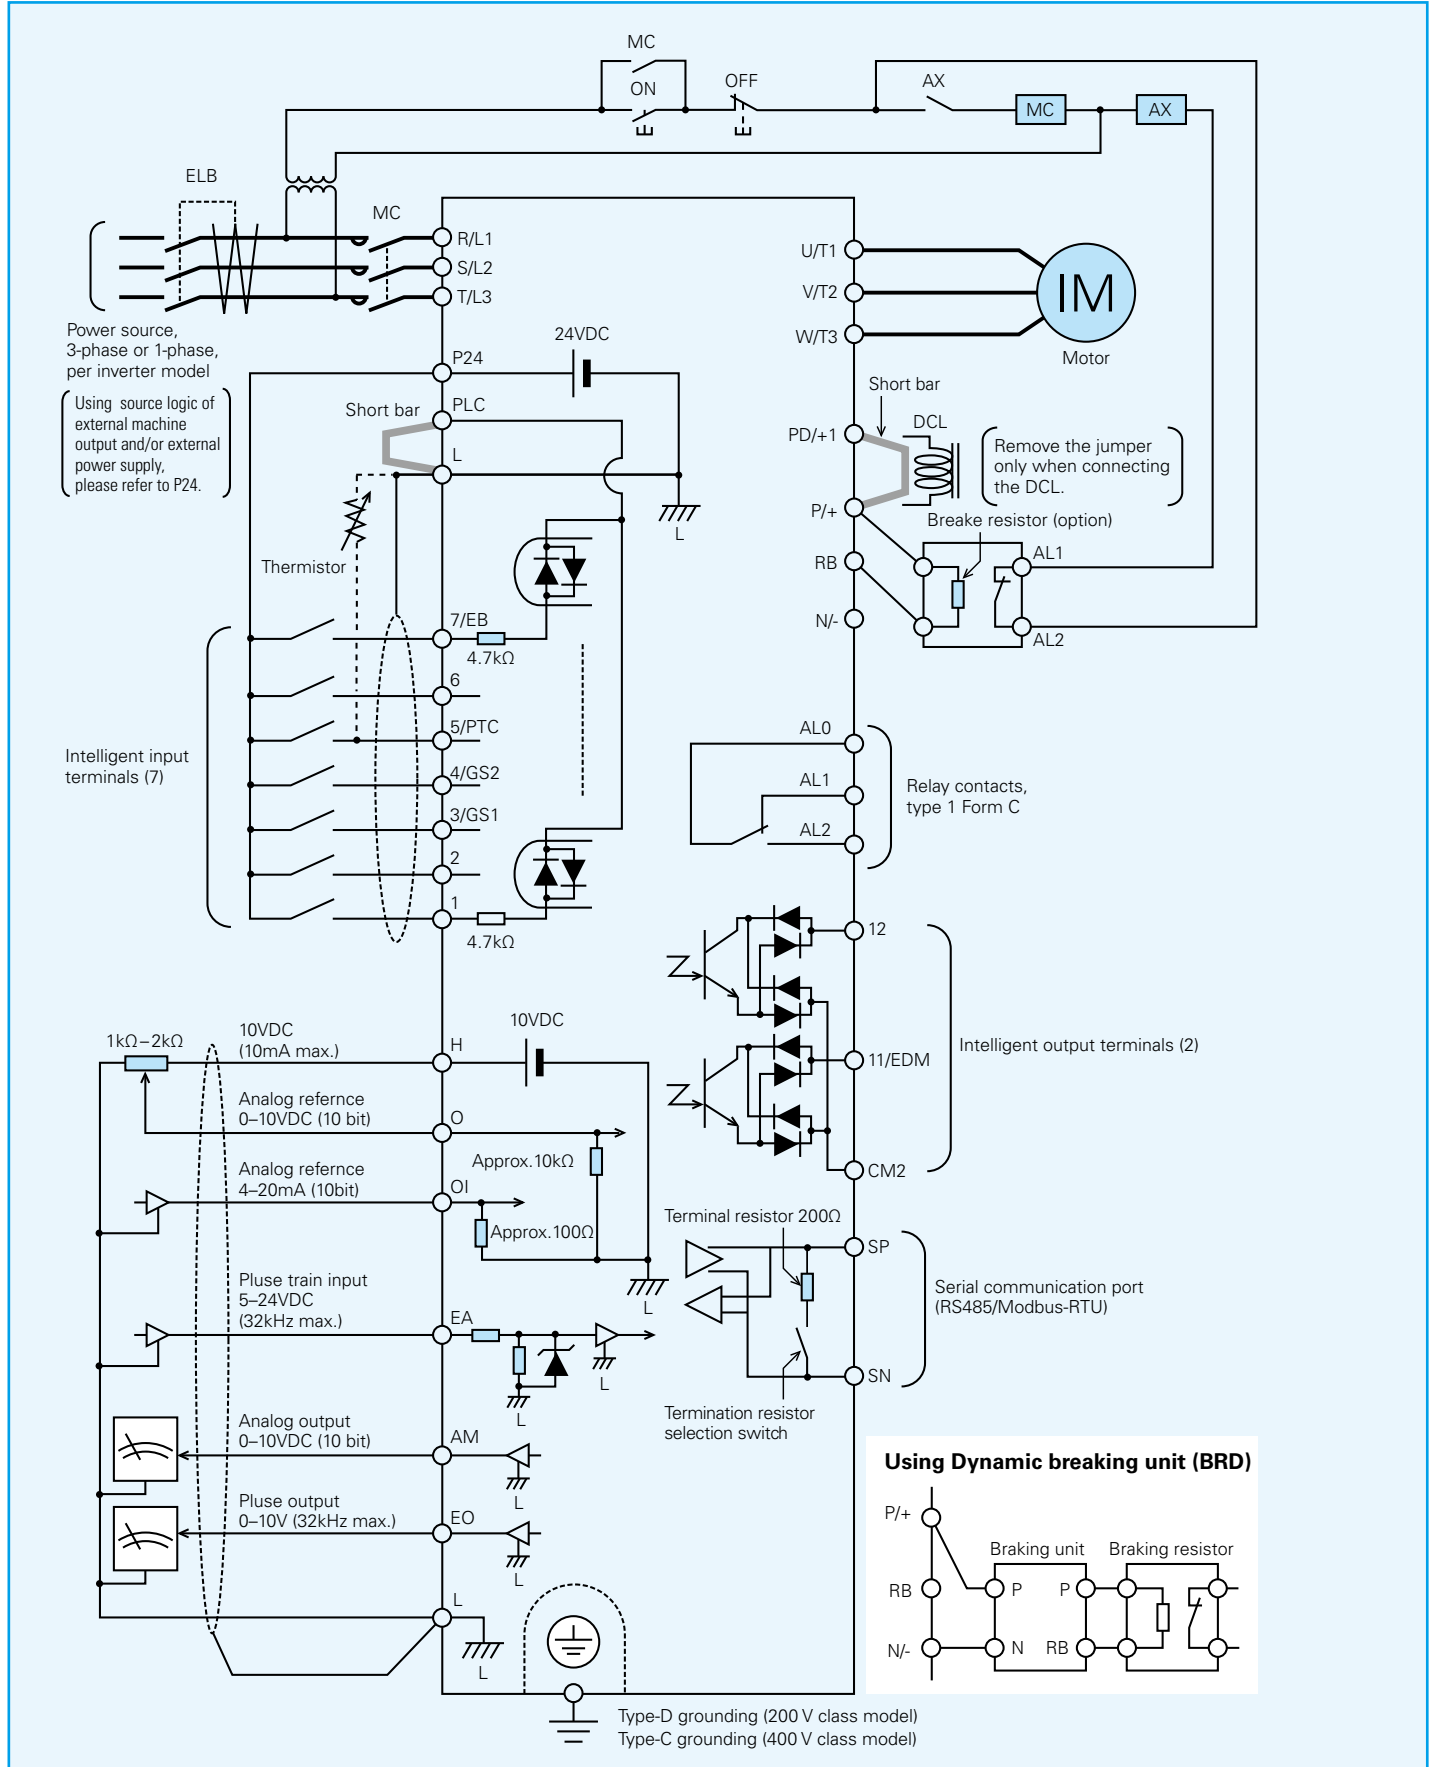 MC
ON
OFF
AX
MC
AX
ELB
MC
R/L1
S/L2
T/L3
U/T1
V/T2
W/T3
IM
Motor
Power source,
3-phase or 1-phase,
per inverter model
Using source logic of
external machine
output and/or external
power supply,
please refer to P24.
P24
24VDC
Short bar
PLC
L
L
Thermistor
Short bar
PD/+1
DCL
Remove the jumper
only when connecting
the DCL.
P/+
Breake resistor (option)
RB
AL1
N/-
AL2
7/EB
4.7kΩ
6
5/PTC
4/GS2
3/GS1
2
1
4.7kΩ
Intelligent input
terminals (7)
AL0
AL1
AL2
Relay contacts,
type 1 Form C
12
11/EDM
CM2
Intelligent output terminals (2)
1kΩ–2kΩ
10VDC
(10mA max.)
H
10VDC
Analog refernce
0–10VDC (10 bit)
O
Approx.10kΩ
Analog refernce
4–20mA (10bit)
OI
Approx.100Ω
L
Pluse train input
5–24VDC
(32kHz max.)
EA
L
L
Terminal resistor 200Ω
SP
SN
Serial communication port
(RS485/Modbus-RTU)
Termination resistor
selection switch
Analog output
0–10VDC (10 bit)
AM
L
Pluse output
0–10V (32kHz max.)
EO
L
L
L
Type-D grounding (200 V class model)
Type-C grounding (400 V class model)
Using Dynamic breaking unit (BRD)
P/+
Braking unit
Braking resistor
RB
P
P
N/-
N
RB